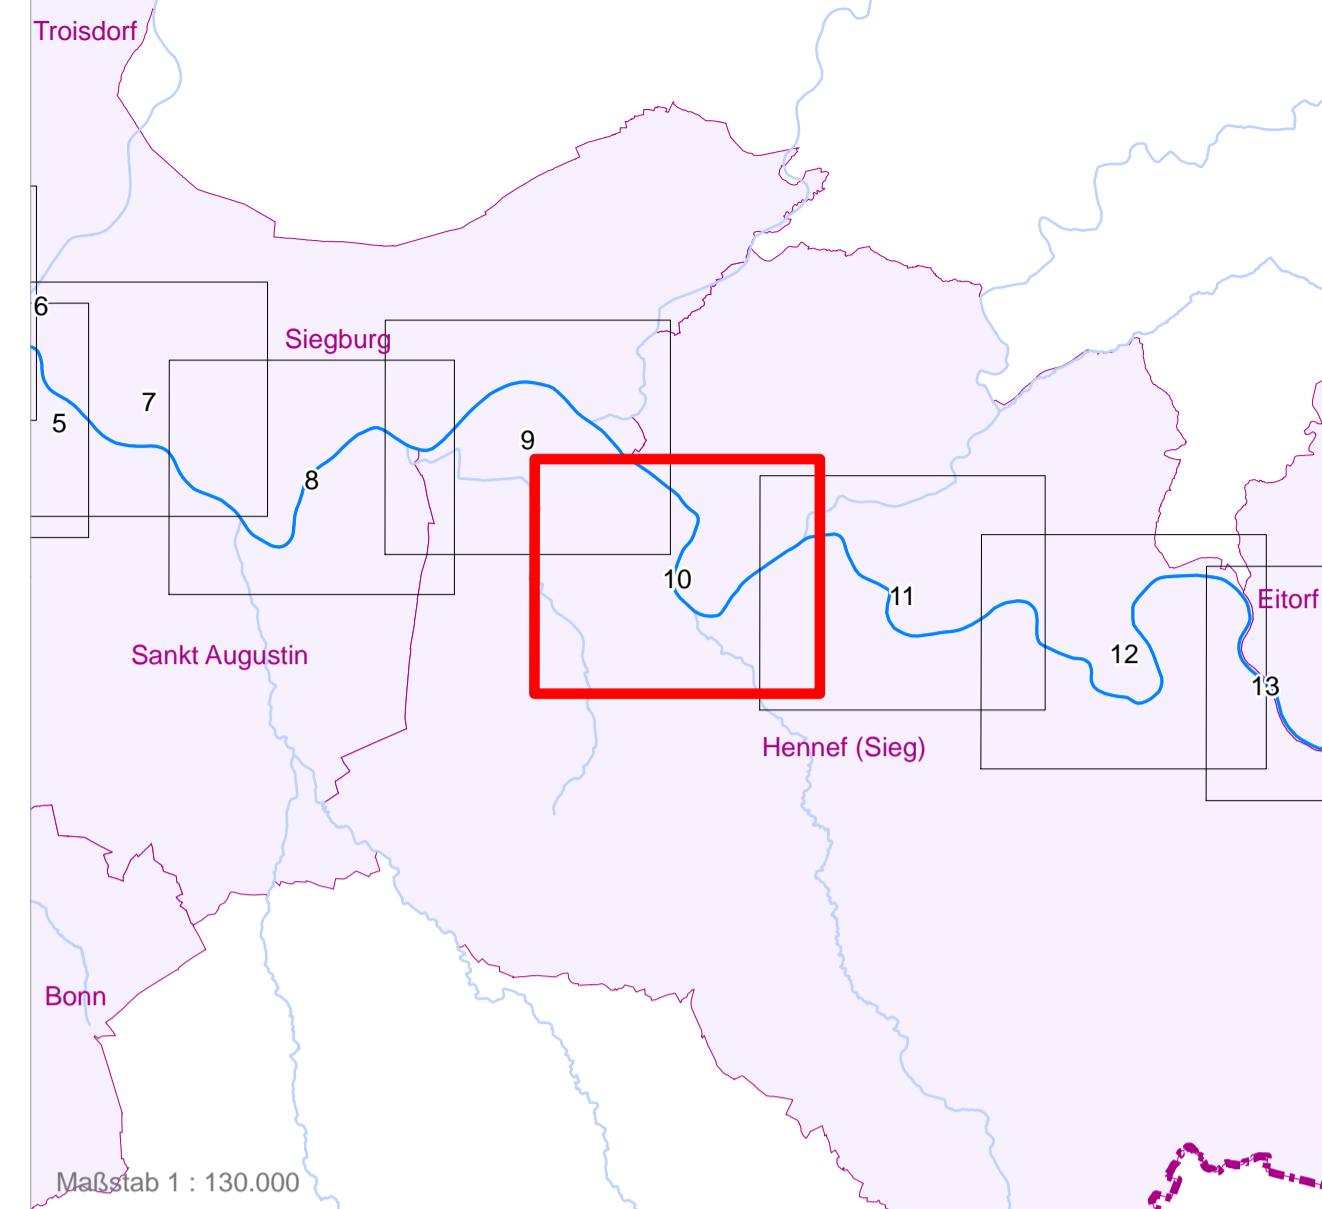 Troisdorf
6
Siegburg
7
5
9
8
10
11
Eitorf
12
Sankt Augustin
13
Hennef (Sieg)
Bonn
Maßstab 1 : 130.000